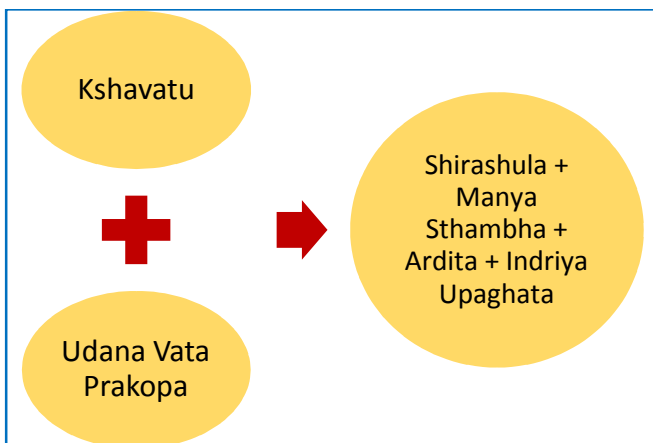 Kshavatu
Udana Vata
Prakopa
Shirashula +
Manya
Sthambha +
Ardita + Indriya
Upaghata